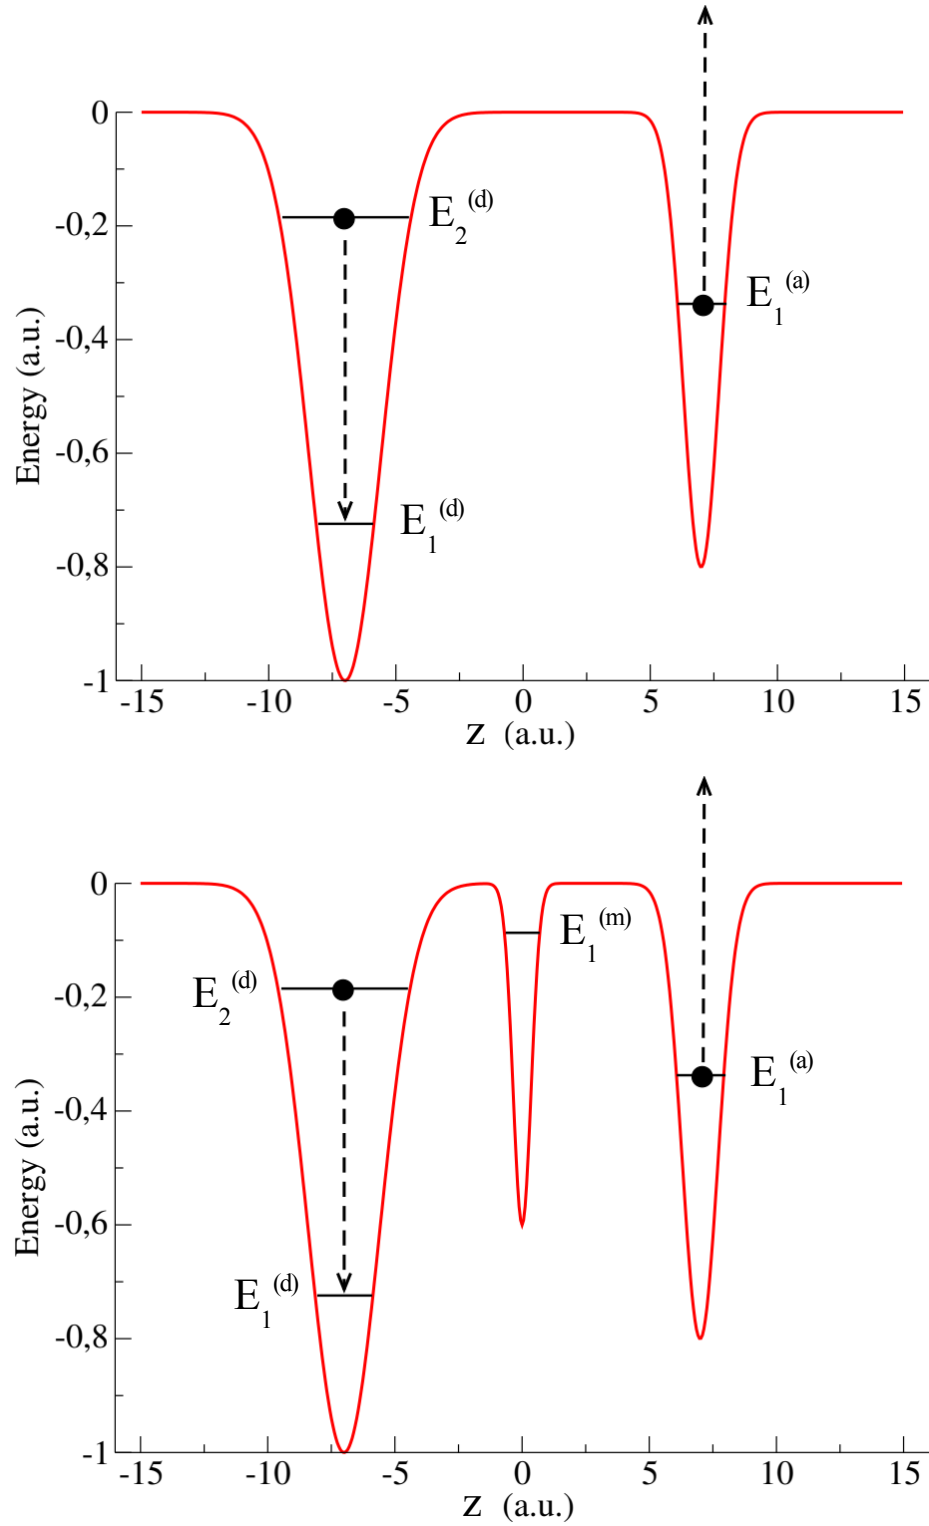 0
-0,2
-0,4
-0,6
-0,8
-1
Energy (a.u.)
E₂⁽ᵈ⁾
E₁⁽ᵃ⁾
E₁⁽ᵈ⁾
-15 -10 -5 0 5 10 15
z (a.u.)
0
-0,2
-0,4
-0,6
-0,8
-1
Energy (a.u.)
E₁⁽ᵐ⁾
E₂⁽ᵈ⁾
E₁⁽ᵃ⁾
E₁⁽ᵈ⁾
-15 -10 -5 0 5 10 15
z (a.u.)